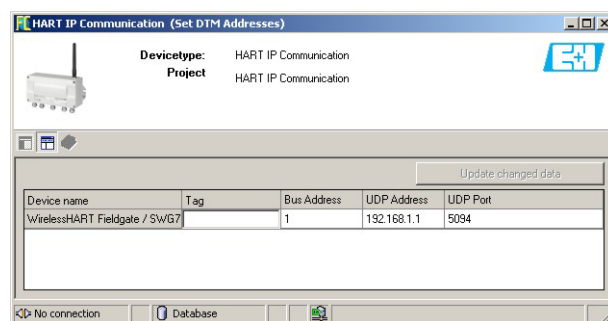 HART IP Communication (Set DTM Addresses)
Devicetype: HART IP Communication
Project HART IP Communication
E+H
Update changed data
Device name Tag Bus Address UDP Address UDP Port
WirelessHART Fieldgate / SWG7 1 192.168.1.1 5094
No connection Database